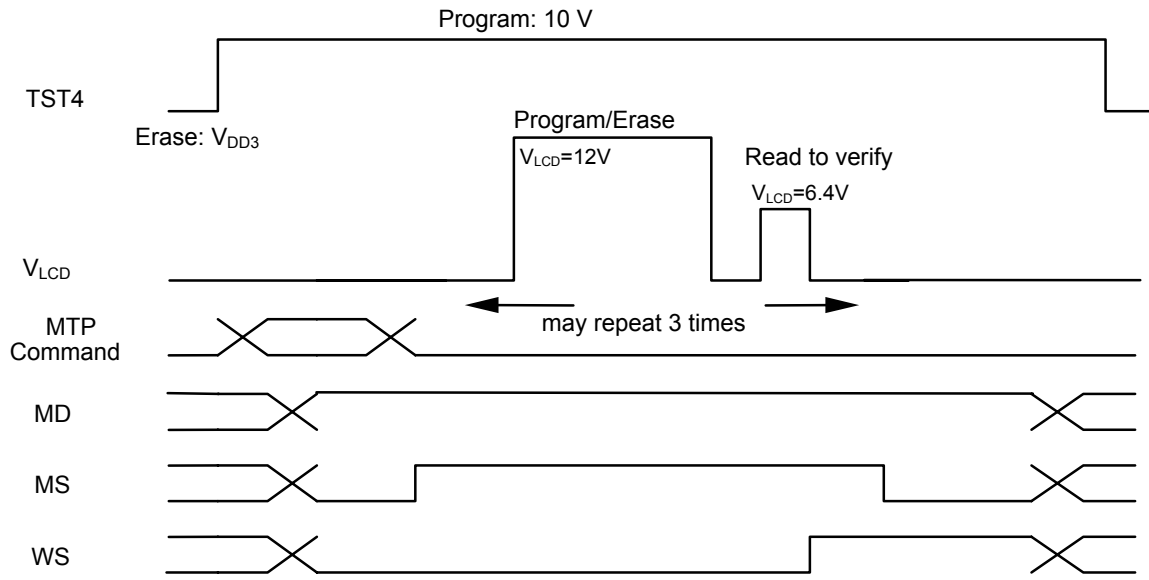 Program: 10 V
TST4
Erase: VDD3
Program/Erase
VLCD=12V
Read to verify
VLCD=6.4V
VLCD
may repeat 3 times
MTP
Command
MD
MS
WS